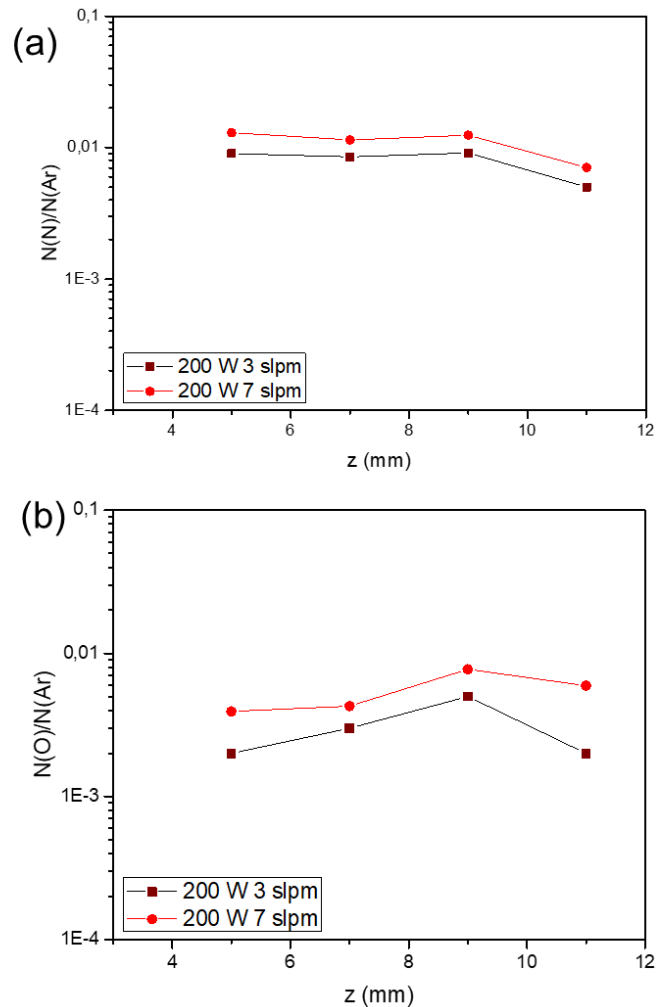 (a)
0,1
0,01
1E-3
1E-4
N(N)/N(Ar)
200 W 3 slpm
200 W 7 slpm
4 6 8 10 12
z (mm)
(b)
0,1
0,01
1E-3
1E-4
N(O)/N(Ar)
200 W 3 slpm
200 W 7 slpm
4 6 8 10 12
z (mm)